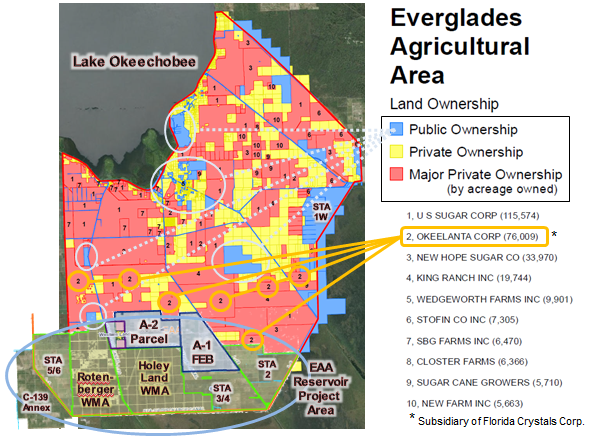 Everglades
Agricultural
Area
Land Ownership
Public Ownership
Private Ownership
Major Private Ownership
(by acreage owned)
1, U S SUGAR CORP (115,574)
2, OKEELANTA CORP (76,009) *
3, NEW HOPE SUGAR CO (33,970)
4, KING RANCH INC (19,744)
5, WEDGEWORTH FARMS INC (9,901)
6, STOFIN CO INC (7,305)
7, SBG FARMS INC (6,470)
8, CLOSTER FARMS (6,366)
9, SUGAR CANE GROWERS (5,710)
10, NEW FARM INC (5,663)
* Subsidiary of Florida Crystals Corp.
Lake Okeechobee
STA
1W
A-2
Parcel
A-1
FEB
STA
5/6
Roten-
berger
WMA
Holey
Land
WMA
STA
3/4
STA
2
EAA
Reservoir
Project
Area
C-139
Annex